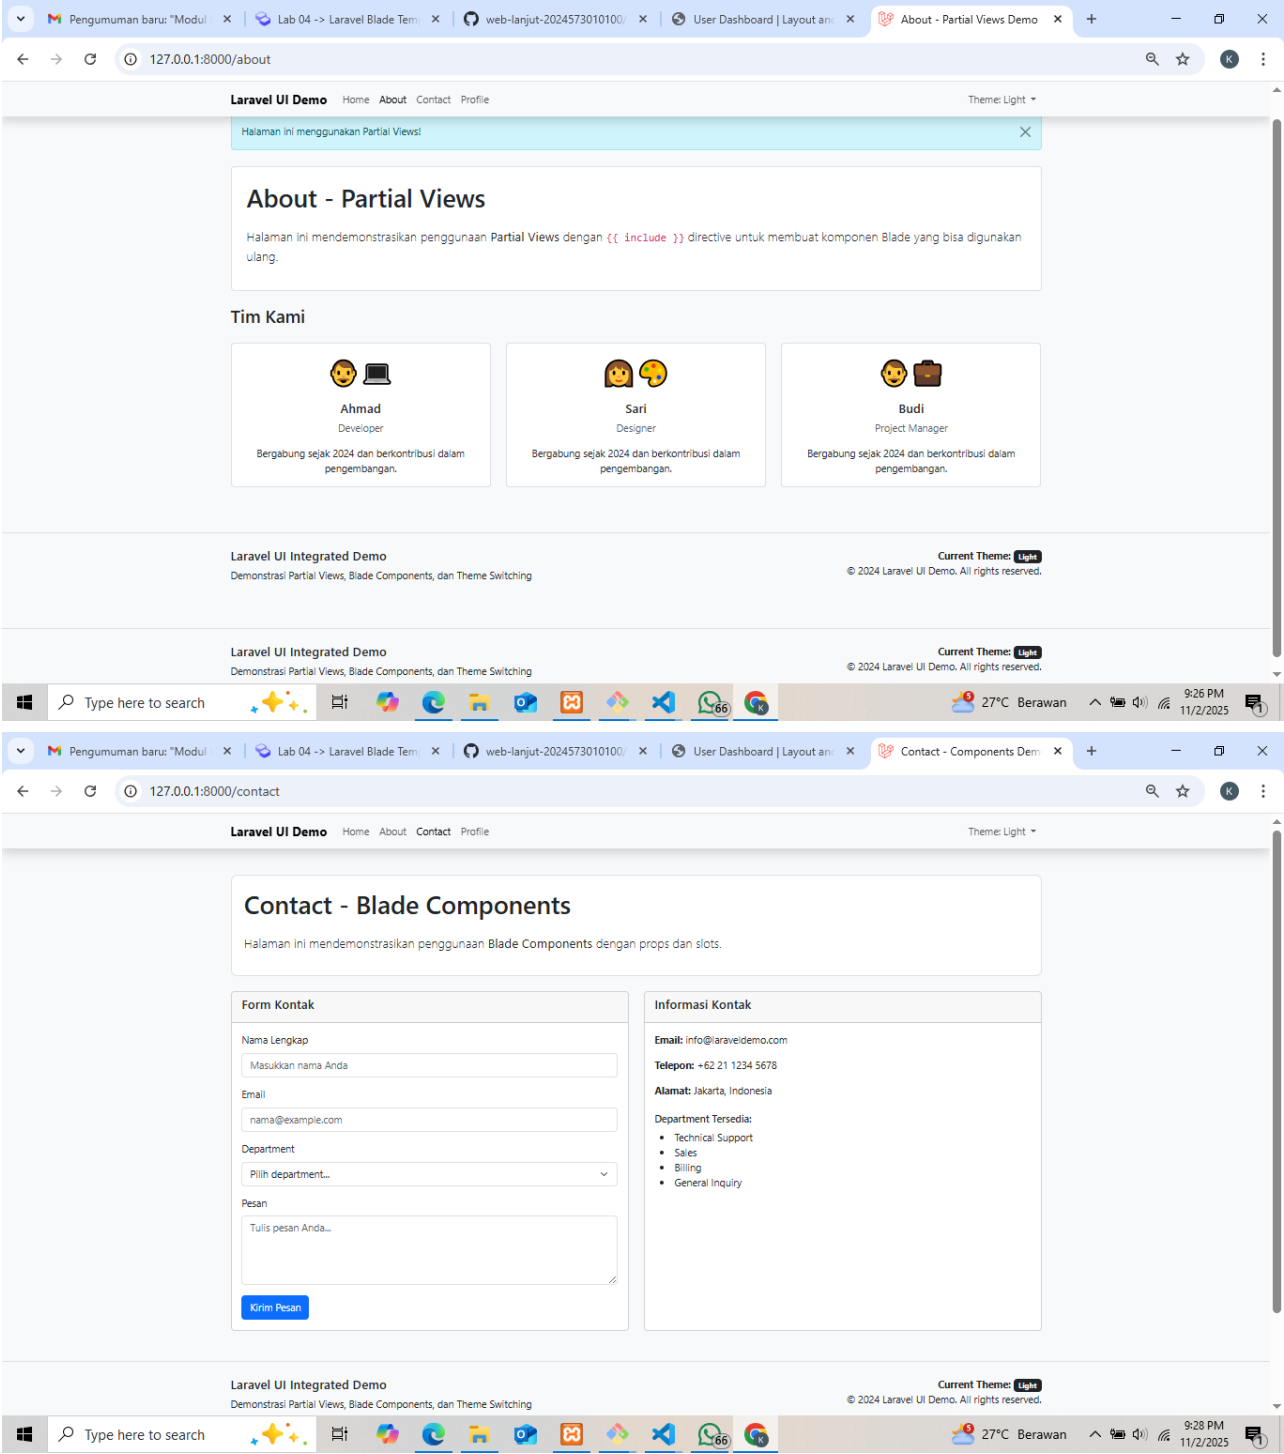 Pengumuman baru: "Modul
Lab 04 -> Laravel Blade Tem
web-lanjut-2024573010100/
User Dashboard | Layout and
About - Partial Views Demo
127.0.0.1:8000/about
K
Laravel UI Demo Home About Contact Profile Theme: Light
Halaman ini menggunakan Partial Views!
About - Partial Views
Halaman ini mendemonstrasikan penggunaan Partial Views dengan {{ include }} directive untuk membuat komponen Blade yang bisa digunakan
ulang.
Tim Kami
Ahmad
Developer
Bergabung sejak 2024 dan berkontribusi dalam
pengembangan.
Sari
Designer
Bergabung sejak 2024 dan berkontribusi dalam
pengembangan.
Budi
Project Manager
Bergabung sejak 2024 dan berkontribusi dalam
pengembangan.
Laravel UI Integrated Demo
Demonstrasi Partial Views, Blade Components, dan Theme Switching
Current Theme: Light
© 2024 Laravel UI Demo. All rights reserved.
Laravel UI Integrated Demo
Demonstrasi Partial Views, Blade Components, dan Theme Switching
Current Theme: Light
© 2024 Laravel UI Demo. All rights reserved.
Type here to search
66
K
6
27°C Berawan
9:26 PM
11/2/2025
1
Pengumuman baru: "Modul
Lab 04 -> Laravel Blade Tem
web-lanjut-2024573010100/
User Dashboard | Layout and
Contact - Components Dem
127.0.0.1:8000/contact
K
Laravel UI Demo Home About Contact Profile Theme: Light
Contact - Blade Components
Halaman ini mendemonstrasikan penggunaan Blade Components dengan props dan slots.
Form Kontak
Nama Lengkap
Masukkan nama Anda
Email
nama@example.com
Department
Pilih department...
Pesan
Tulis pesan Anda...
Kirim Pesan
Informasi Kontak
Email: info@laraveldemo.com
Telepon: +62 21 1234 5678
Alamat: Jakarta, Indonesia
Department Tersedia:
Technical Support
Sales
Billing
General Inquiry
Laravel UI Integrated Demo
Demonstrasi Partial Views, Blade Components, dan Theme Switching
Current Theme: Light
© 2024 Laravel UI Demo. All rights reserved.
Type here to search
66
K
6
27°C Berawan
9:28 PM
11/2/2025
1